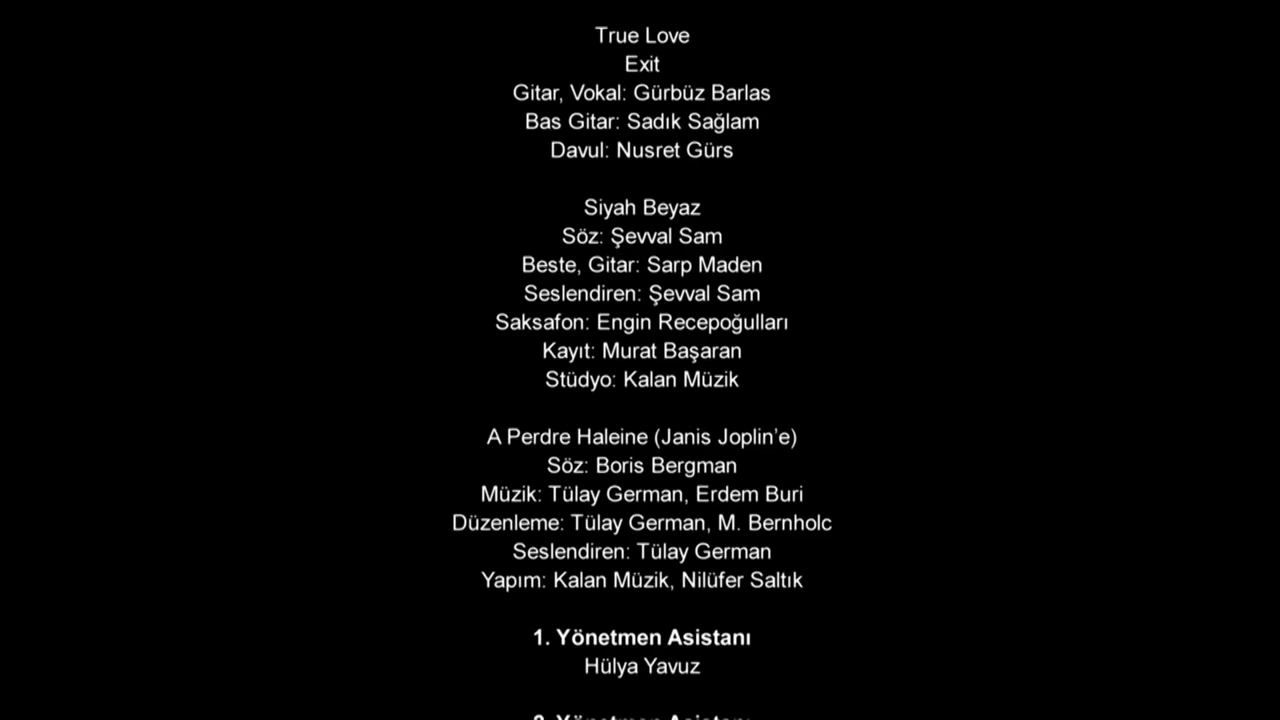 True Love
Exit
Gitar, Vokal: Gürbüz Barlas
Bas Gitar: Sadık Sağlam
Davul: Nusret Gürs
Siyah Beyaz
Söz: Şevval Sam
Beste, Gitar: Sarp Maden
Seslendiren: Şevval Sam
Saksafon: Engin Recepoğulları
Kayıt: Murat Başaran
Stüdyo: Kalan Müzik
A Perdre Haleine (Janis Joplin’e)
Söz: Boris Bergman
Müzik: Tülay German, Erdem Buri
Düzenleme: Tülay German, M. Bernholc
Seslendiren: Tülay German
Yapım: Kalan Müzik, Nilüfer Saltık
1. Yönetmen Asistanı
Hülya Yavuz
2. Yönetmen Asistanı